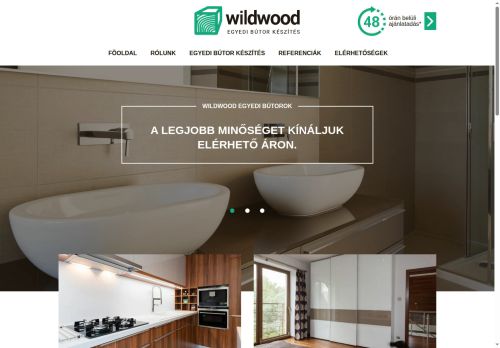 wildwood
EGYEDI BÚTOR KÉSZÍTÉS
48
órán belüli
ajánlatadás*
FŐOLDAL RÓLUNK EGYEDI BÚTOR KÉSZÍTÉS REFERENCIÁK ELÉRHETŐSÉGEK
WILDWOOD EGYEDI BÚTOROK
A LEGJOBB MINŐSÉGET KÍNÁLJUK
ELÉRHETŐ ÁRON.